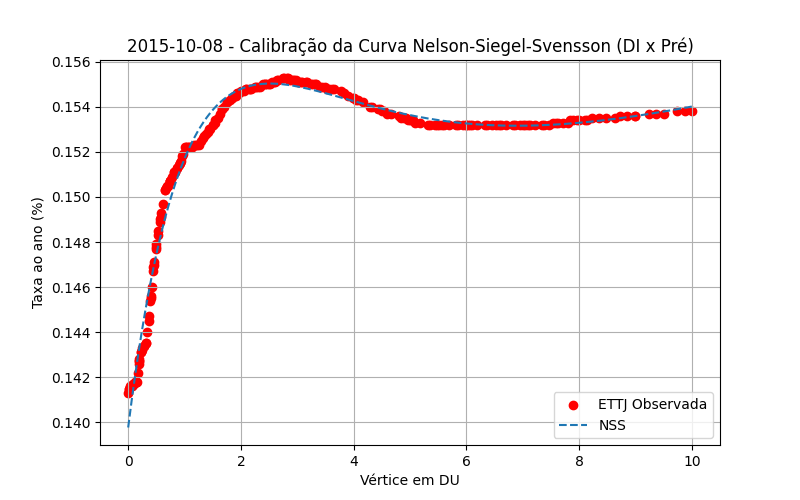 2015-10-08 - Calibração da Curva Nelson-Siegel-Svensson (DI x Pré)
Taxa ao ano (%)
0.156
0.154
0.152
0.150
0.148
0.146
0.144
0.142
0.140
ETTJ Observada
NSS
0 2 4 6 8 10
Vértice em DU